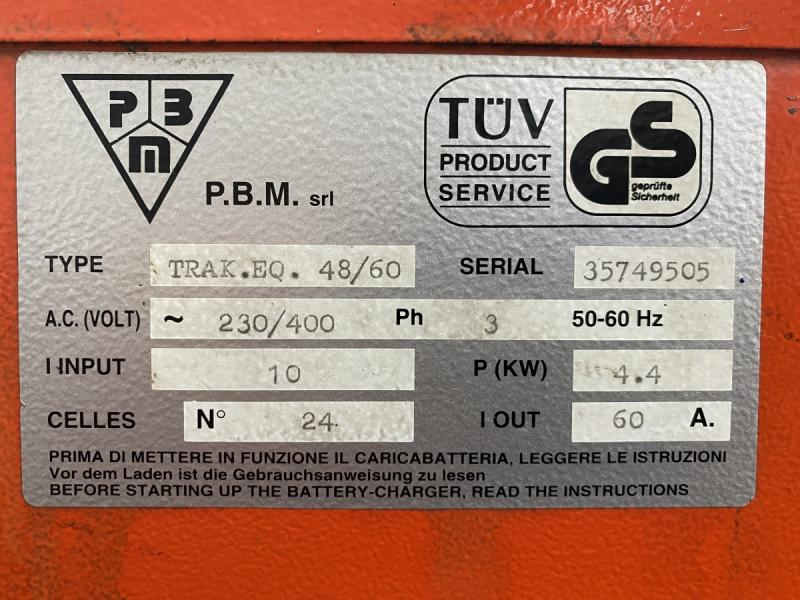 P B M
P.B.M. srl
TÜV
PRODUCT
SERVICE
GS
geprüfte
Sicherheit
TYPE TRAK.EQ. 48/60 SERIAL 35749505
A.C. (VOLT) ~ 230/400 Ph 3 50-60 Hz
I INPUT 10 P (KW) 4.4
CELLES N° 24 I OUT 60 A.
PRIMA DI METTERE IN FUNZIONE IL CARICABATTERIA, LEGGERE LE ISTRUZIONI
Vor dem Laden ist die Gebrauchsanweisung zu lesen
BEFORE STARTING UP THE BATTERY-CHARGER, READ THE INSTRUCTIONS